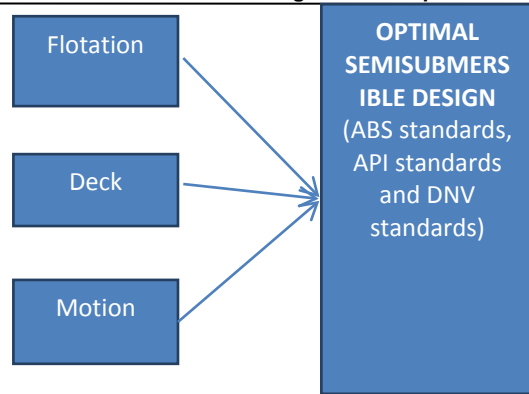 Flotation
Deck
Motion
OPTIMAL
SEMISUBMERS
IBLE DESIGN
(ABS standards,
API standards
and DNV
standards)